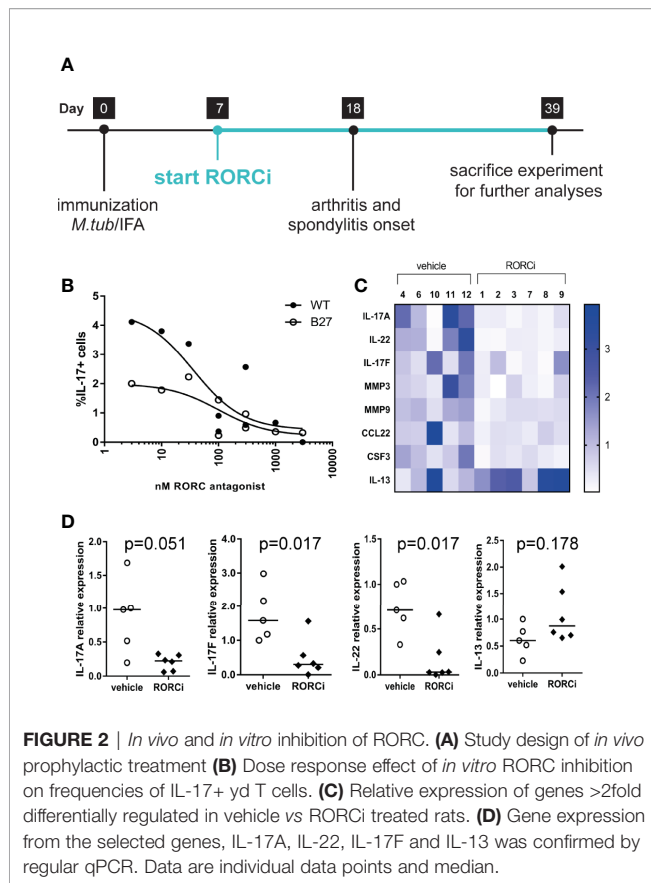 A
Day 0 7 18 39
start RORCi
immunization
M.tub/IFA
arthritis and
spondylitis onset
sacrifice experiment
for further analyses
B
5
4
3
2
1
0
%IL-17+ cells
1 10 100 1000 10000
nM RORC antagonist
WT
B27
C
vehicle RORCi
4 6 10 11 12 1 2 3 7 8 9
IL-17A
IL-22
IL-17F
MMP3
MMP9
CCL22
CSF3
IL-13
3
2
1
D
p=0.051
IL-17A relative expression
2.0
1.5
1.0
0.5
0.0
vehicle RORCi
p=0.017
IL-17F relative expression
4.0
3.0
2.0
1.0
0.0
vehicle RORCi
p=0.017
IL-22 relative expression
1.5
1.0
0.5
0.0
vehicle RORCi
p=0.178
IL-13 relative expression
2.5
2.0
1.5
1.0
0.5
0.0
vehicle RORCi
FIGURE 2 | In vivo and in vitro inhibition of RORC. (A) Study design of in vivo
prophylactic treatment (B) Dose response effect of in vitro RORC inhibition
on frequencies of IL-17+ yd T cells. (C) Relative expression of genes >2fold
differentially regulated in vehicle vs RORCi treated rats. (D) Gene expression
from the selected genes, IL-17A, IL-22, IL-17F and IL-13 was confirmed by
regular qPCR. Data are individual data points and median.